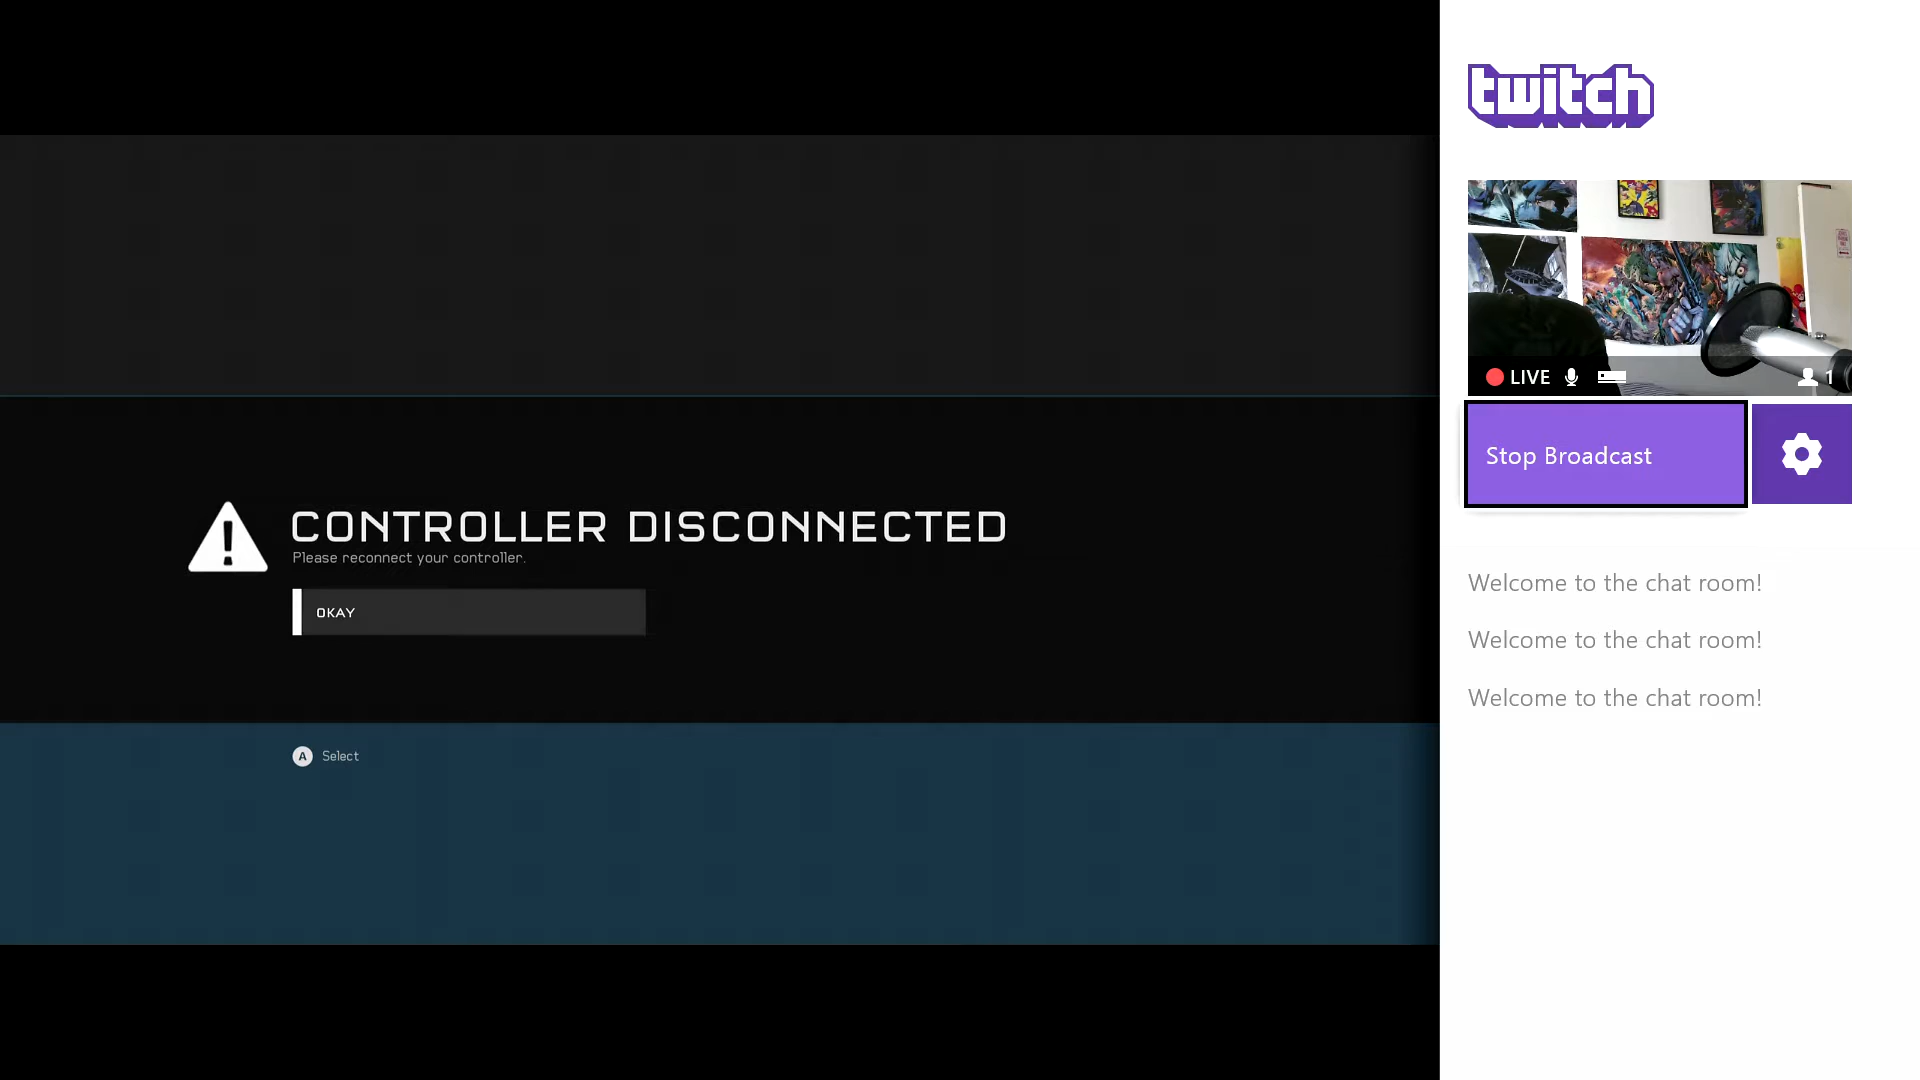 CONTROLLER DISCONNECTED
Please reconnect your controller.
OKAY
A Select
twitch
LIVE
1
Stop Broadcast
Welcome to the chat room!
Welcome to the chat room!
Welcome to the chat room!